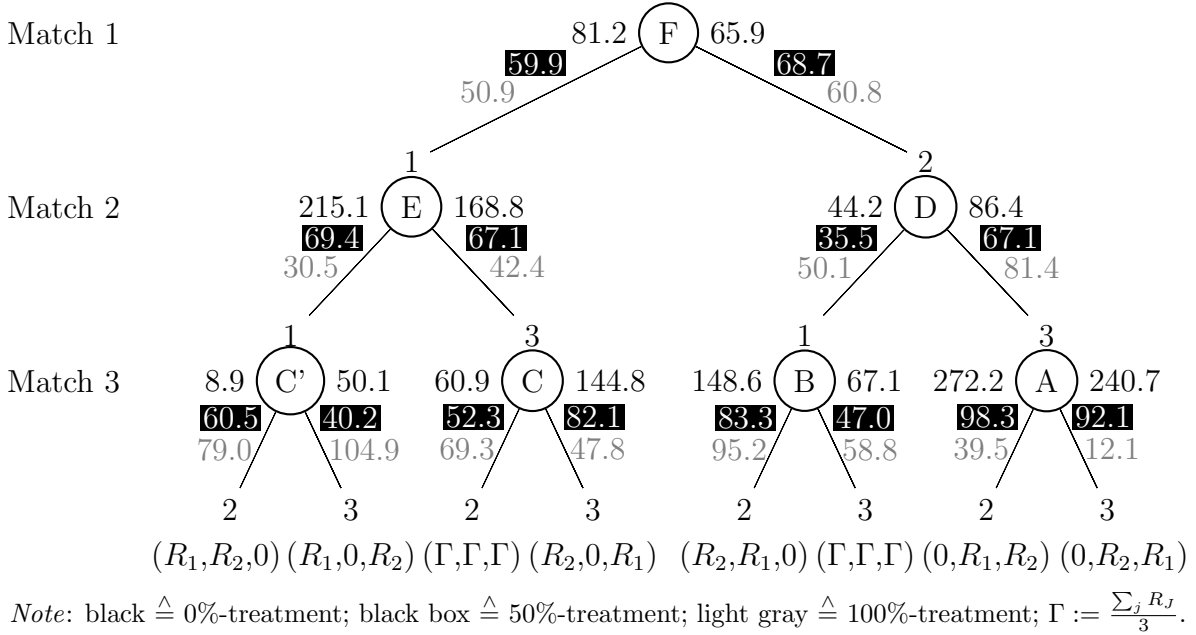 Match 1 81.2 F 65.9
59.9 68.7
50.9 60.8
1 2
Match 2 215.1 E 168.8 44.2 D 86.4
69.4 67.1 35.5 67.1
30.5 42.4 50.1 81.4
1 3 1 3
Match 3 8.9 C’ 50.1 60.9 C 144.8 148.6 B 67.1 272.2 A 240.7
60.5 40.2 52.3 82.1 83.3 47.0 98.3 92.1
79.0 104.9 69.3 47.8 95.2 58.8 39.5 12.1
2 3 2 3 2 3 2 3
(R₁,R₂,0) (R₁,0,R₂) (Γ,Γ,Γ) (R₂,0,R₁) (R₂,R₁,0) (Γ,Γ,Γ) (0,R₁,R₂) (0,R₂,R₁)
Note: black ≙ 0%-treatment; black box ≙ 50%-treatment; light gray ≙ 100%-treatment; Γ := ∑ⱼ R_J / 3.